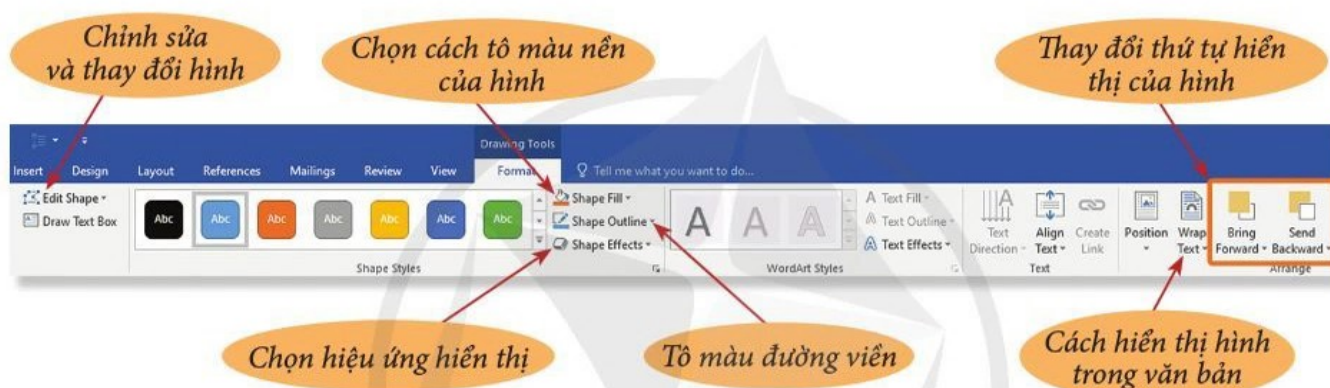 Chỉnh sửa
và thay đổi hình
Chọn cách tô màu nền
của hình
Thay đổi thứ tự hiển
thị của hình
Drawing Tools
Insert Design Layout References Mailings Review View Format Tell me what you want to do...
Edit Shape
Draw Text Box
Abc Abc Abc Abc Abc Abc Abc
Shape Fill
Shape Outline
Shape Effects
A A A
A Text Fill
A Text Outline
A Text Effects
Text
Direction
Align
Text
Create
Link
Position
Wrap
Text
Bring
Forward
Send
Backward
Shape Styles
WordArt Styles
Text
Arrange
Chọn hiệu ứng hiển thị
Tô màu đường viền
Cách hiển thị hình
trong văn bản